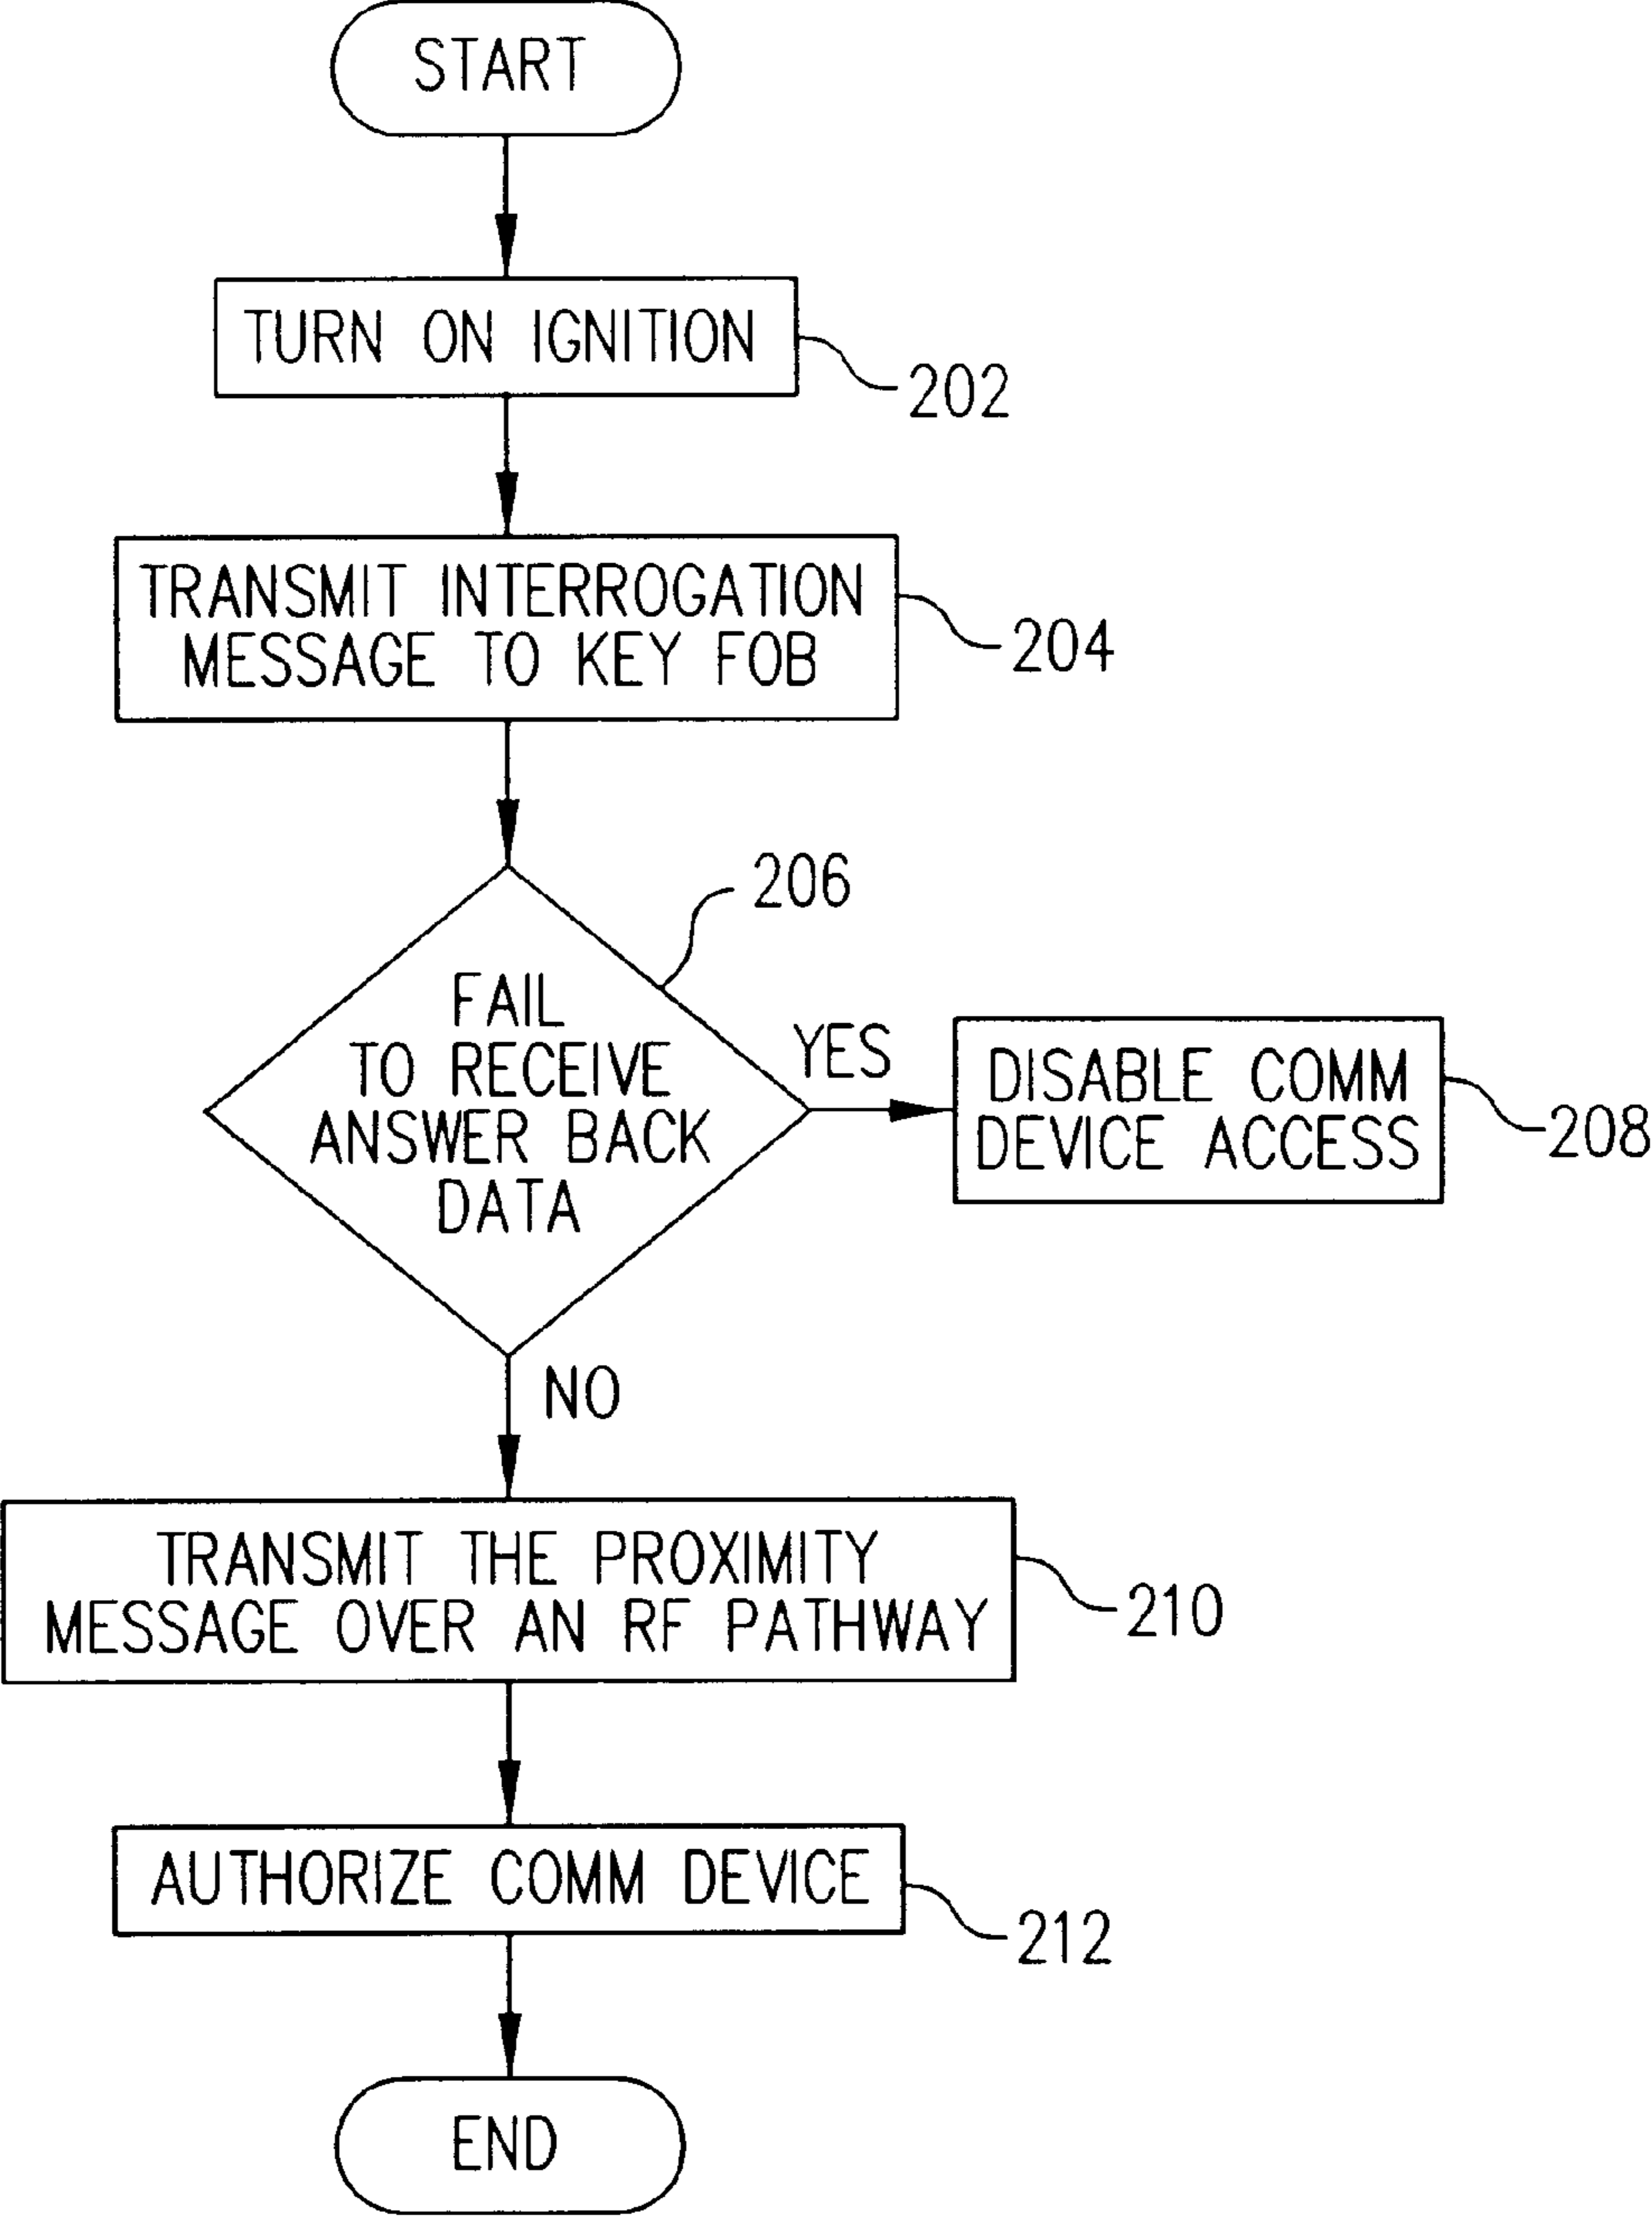 START
TURN ON IGNITION
202
TRANSMIT INTERROGATION
MESSAGE TO KEY FOB
204
206
FAIL
TO RECEIVE
ANSWER BACK
DATA
YES
DISABLE COMM
DEVICE ACCESS
208
NO
TRANSMIT THE PROXIMITY
MESSAGE OVER AN RF PATHWAY
210
AUTHORIZE COMM DEVICE
212
END